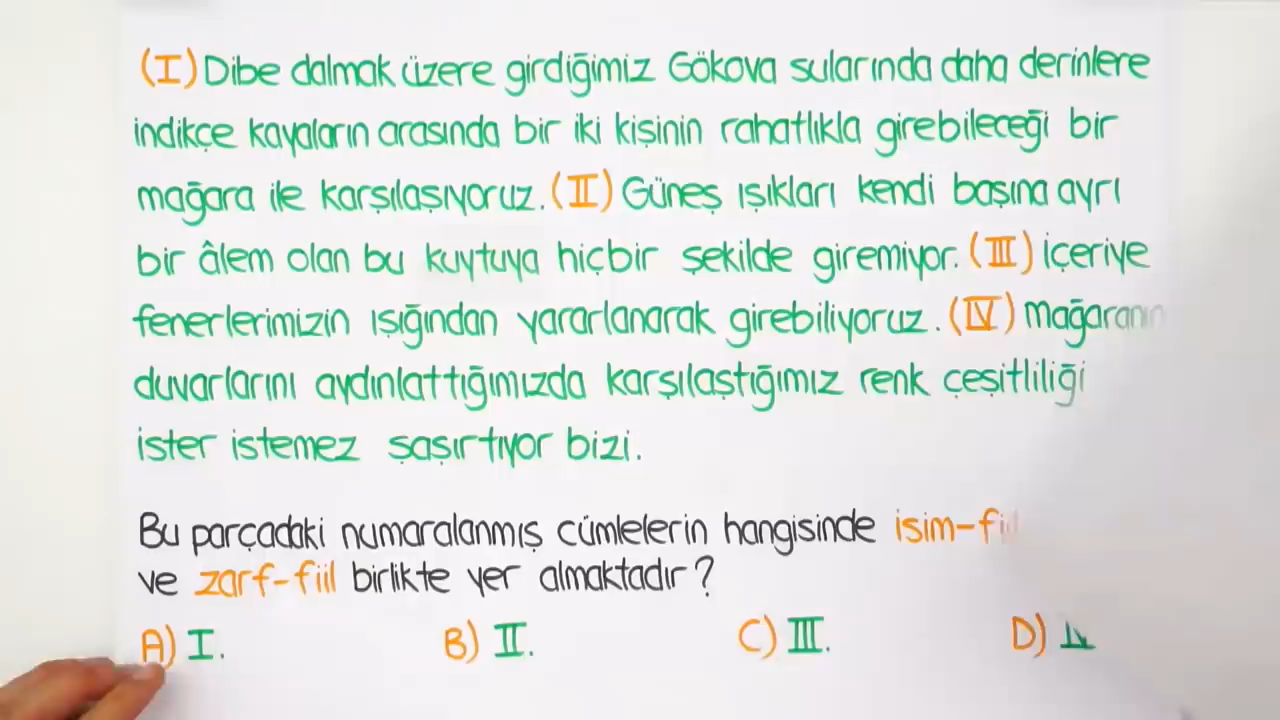 (I) Dibe dalmak üzere girdiğimiz Gökova sularında daha derinlere
indikçe kayaların arasında bir iki kişinin rahatlıkla girebileceği bir
mağara ile karşılaşıyoruz. (II) Güneş ışıkları kendi başına ayrı
bir âlem olan bu kuytuya hiçbir şekilde giremiyor. (III) İçeriye
fenerlerimizin ışığından yararlanarak girebiliyoruz. (IV) mağaranın
duvarlarını aydınlattığımızda karşılaştığımız renk çeşitliliği
ister istemez şaşırtıyor bizi.
Bu parçadaki numaralanmış cümlelerin hangisinde isim-fiil
ve zarf-fiil birlikte yer almaktadır?
A) I. B) II. C) III. D)